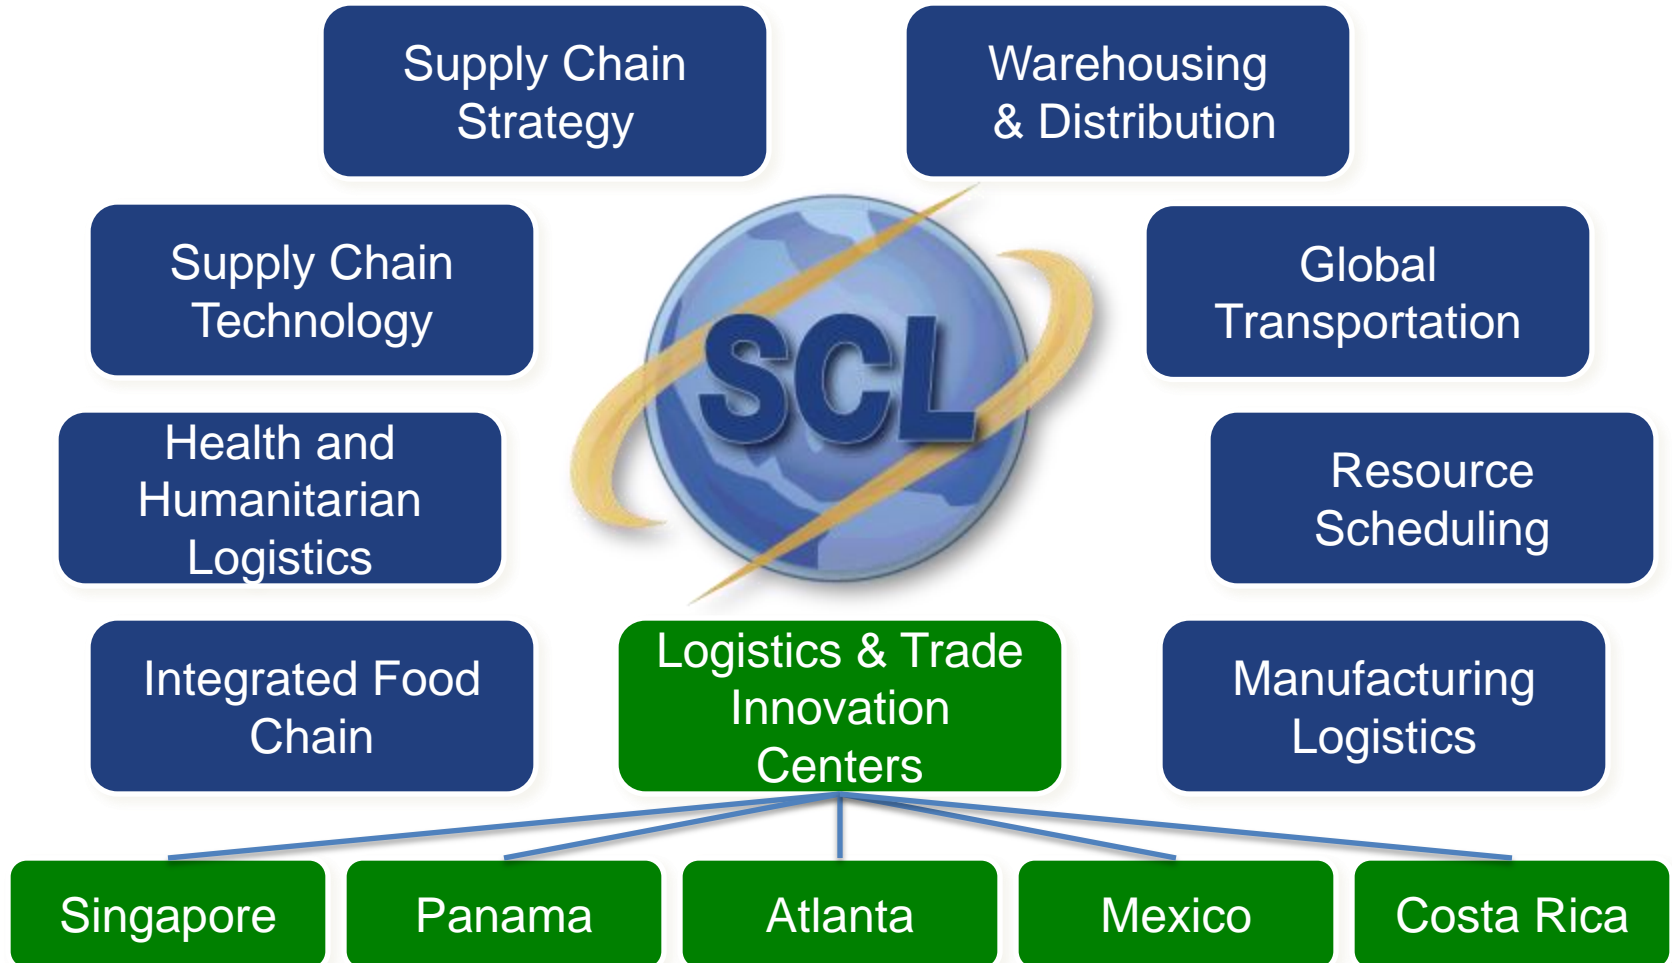 Supply Chain
Strategy
Warehousing
& Distribution
Supply Chain
Technology
Global
Transportation
SCL
Health and
Humanitarian
Logistics
Resource
Scheduling
Integrated Food
Chain
Logistics & Trade
Innovation
Centers
Manufacturing
Logistics
Singapore
Panama
Atlanta
Mexico
Costa Rica